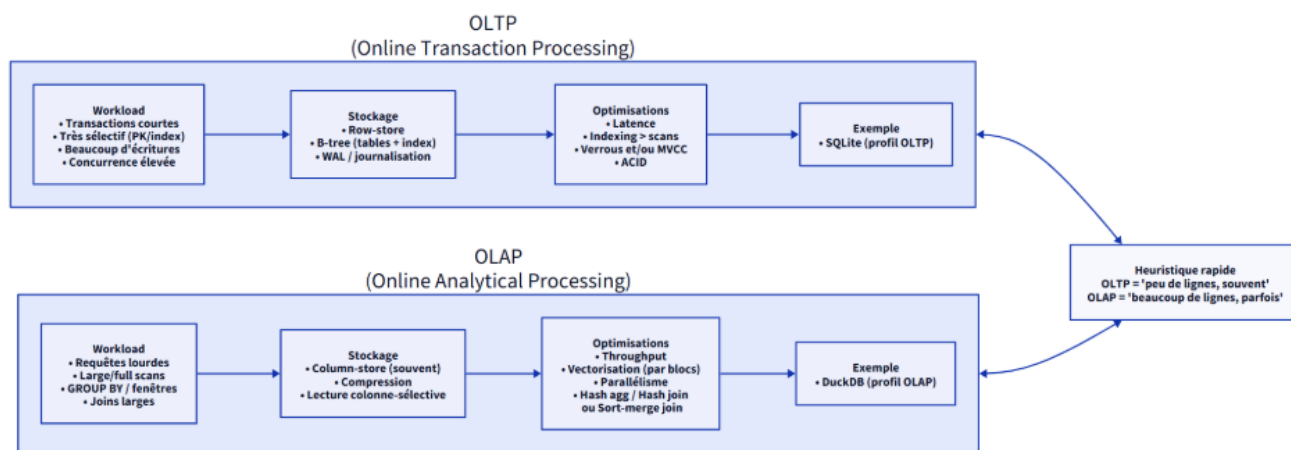 OLTP
(Online Transaction Processing)
Workload
• Transactions courtes
• Très sélectif (PK/index)
• Beaucoup d'écritures
• Concurrence élevée
Stockage
• Row-store
• B-tree (tables + index)
• WAL / journalisation
Optimisations
• Latence
• Indexing > scans
• Verrous et/ou MVCC
• ACID
Exemple
• SQLite (profil OLTP)
OLAP
(Online Analytical Processing)
Workload
• Requêtes lourdes
• Large/full scans
• GROUP BY / fenêtres
• Joins larges
Stockage
• Column-store (souvent)
• Compression
• Lecture colonne-sélective
Optimisations
• Throughput
• Vectorisation (par blocs)
• Parallélisme
• Hash agg / Hash join
ou Sort-merge join
Exemple
• DuckDB (profil OLAP)
Heuristique rapide
OLTP = 'peu de lignes, souvent'
OLAP = 'beaucoup de lignes, parfois'